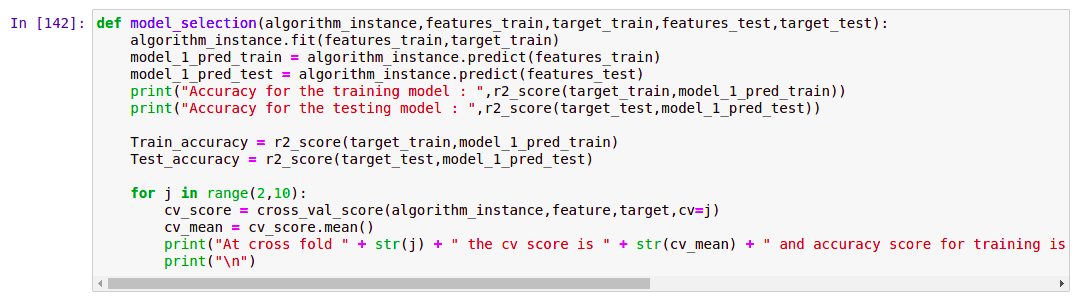 In [142]: def model_selection(algorithm_instance,features_train,target_train,features_test,target_test):
    algorithm_instance.fit(features_train,target_train)
    model_1_pred_train = algorithm_instance.predict(features_train)
    model_1_pred_test = algorithm_instance.predict(features_test)
    print("Accuracy for the training model : ",r2_score(target_train,model_1_pred_train))
    print("Accuracy for the testing model : ",r2_score(target_test,model_1_pred_test))

    Train_accuracy = r2_score(target_train,model_1_pred_train)
    Test_accuracy = r2_score(target_test,model_1_pred_test)

    for j in range(2,10):
        cv_score = cross_val_score(algorithm_instance,feature,target,cv=j)
        cv_mean = cv_score.mean()
        print("At cross fold " + str(j) + " the cv score is " + str(cv_mean) + " and accuracy score for training is
        print("\n")